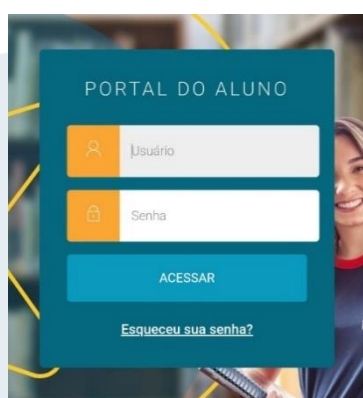 PORTAL DO ALUNO
Usuário
Senha
ACESSAR
Esqueceu sua senha?